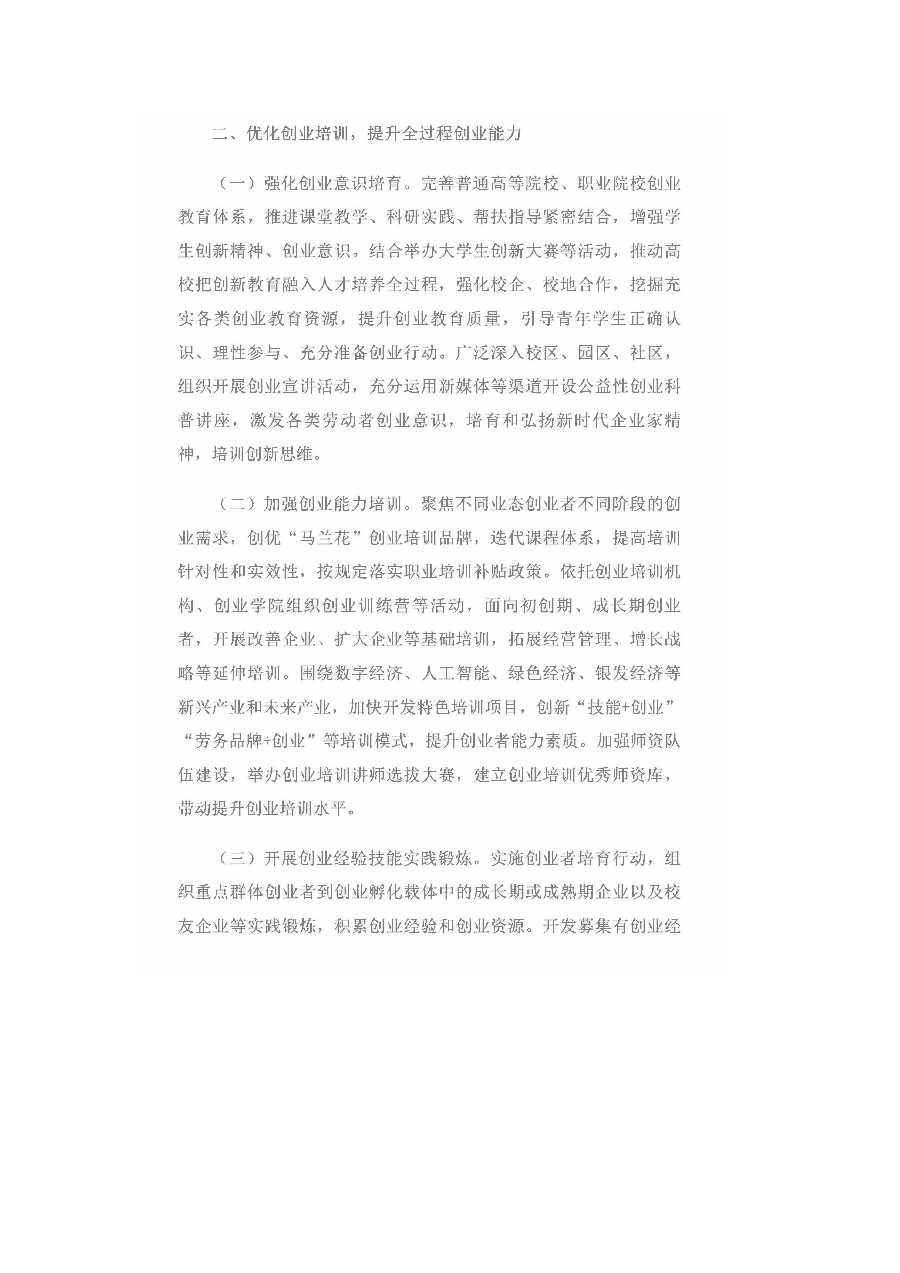 二、优化创业培训，提升全过程创业能力
（一）强化创业意识培育。完善普通高等院校、职业院校创业
教育体系，推进课堂教学、科研实践、帮扶指导紧密结合，增强学
生创新精神、创业意识。结合举办大学生创新大赛等活动，推动高
校把创新教育融入人才培养全过程，强化校企、校地合作，挖掘充
实各类创业教育资源，提升创业教育质量，引导青年学生正确认
识、理性参与、充分准备创业行动。广泛深入校区、园区、社区，
组织开展创业宣讲活动，充分运用新媒体等渠道开设公益性创业科
普讲座，激发各类劳动者创业意识，培育和弘扬新时代企业家精
神，培训创新思维。
（二）加强创业能力培训。聚焦不同业态创业者不同阶段的创
业需求，创优“马兰花”创业培训品牌，迭代课程体系，提高培训
针对性和实效性，按规定落实职业培训补贴政策。依托创业培训机
构、创业学院组织创业训练营等活动，面向初创期、成长期创业
者，开展改善企业、扩大企业等基础培训，拓展经营管理、增长战
略等延伸培训。围绕数字经济、人工智能、绿色经济、银发经济等
新兴产业和未来产业，加快开发特色培训项目，创新“技能+创业”
“劳务品牌+创业”等培训模式，提升创业者能力素质。加强师资队
伍建设，举办创业培训讲师选拔大赛，建立创业培训优秀师资库，
带动提升创业培训水平。
（三）开展创业经验技能实践锻炼。实施创业者培育行动，组
织重点群体创业者到创业孵化载体中的成长期或成熟期企业以及校
友企业等实践锻炼，积累创业经验和创业资源。开发募集有创业经